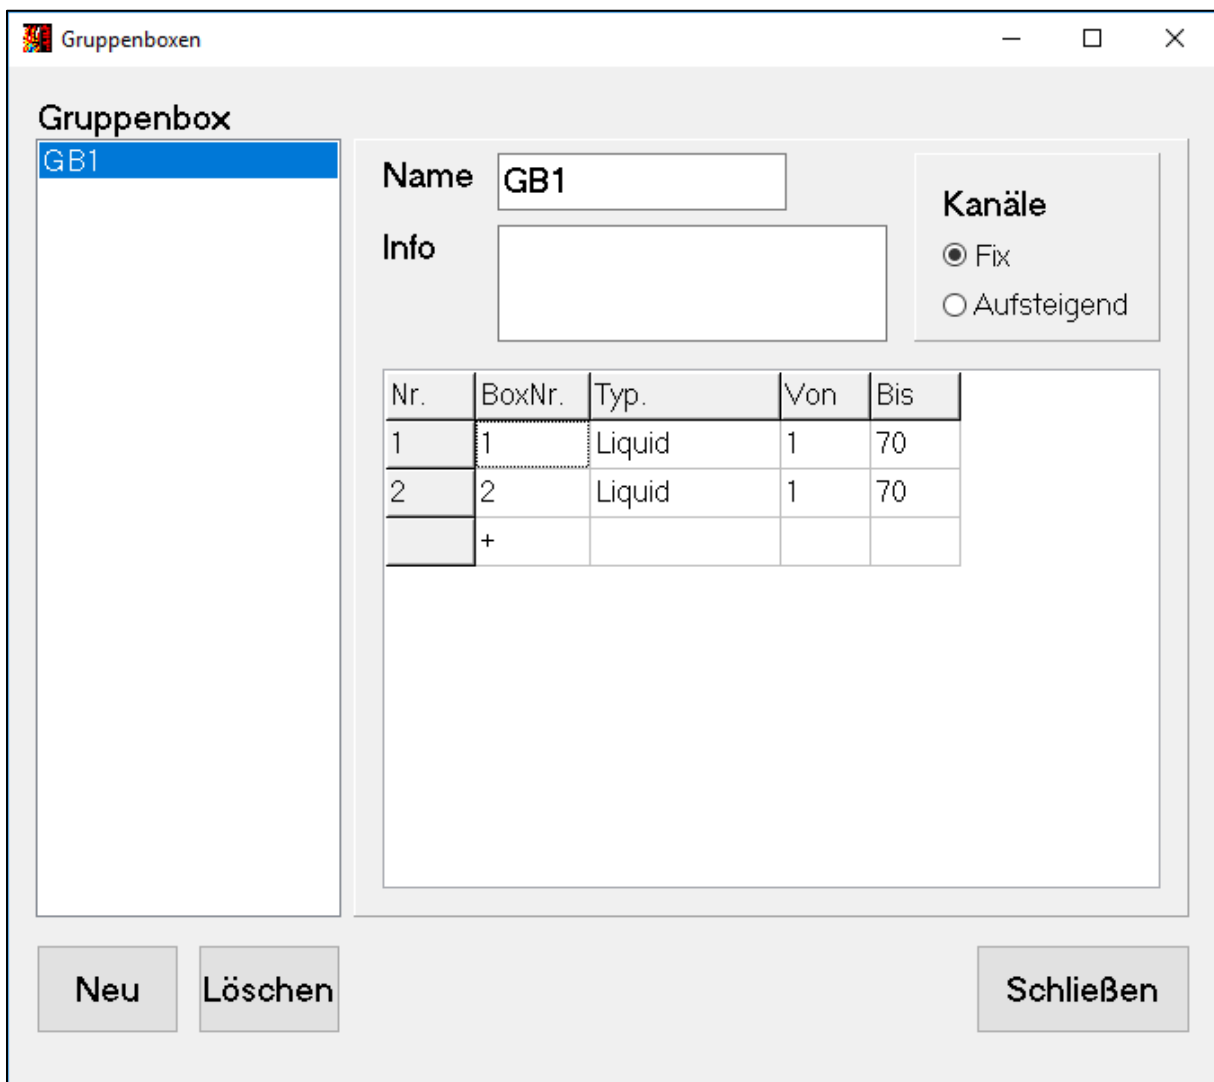 Gruppenboxen
Gruppenbox
GB1
Name GB1
Info
Kanäle
Fix
Aufsteigend
Nr. BoxNr. Typ. Von Bis
1 1 Liquid 1 70
2 2 Liquid 1 70
+
Neu Löschen Schließen